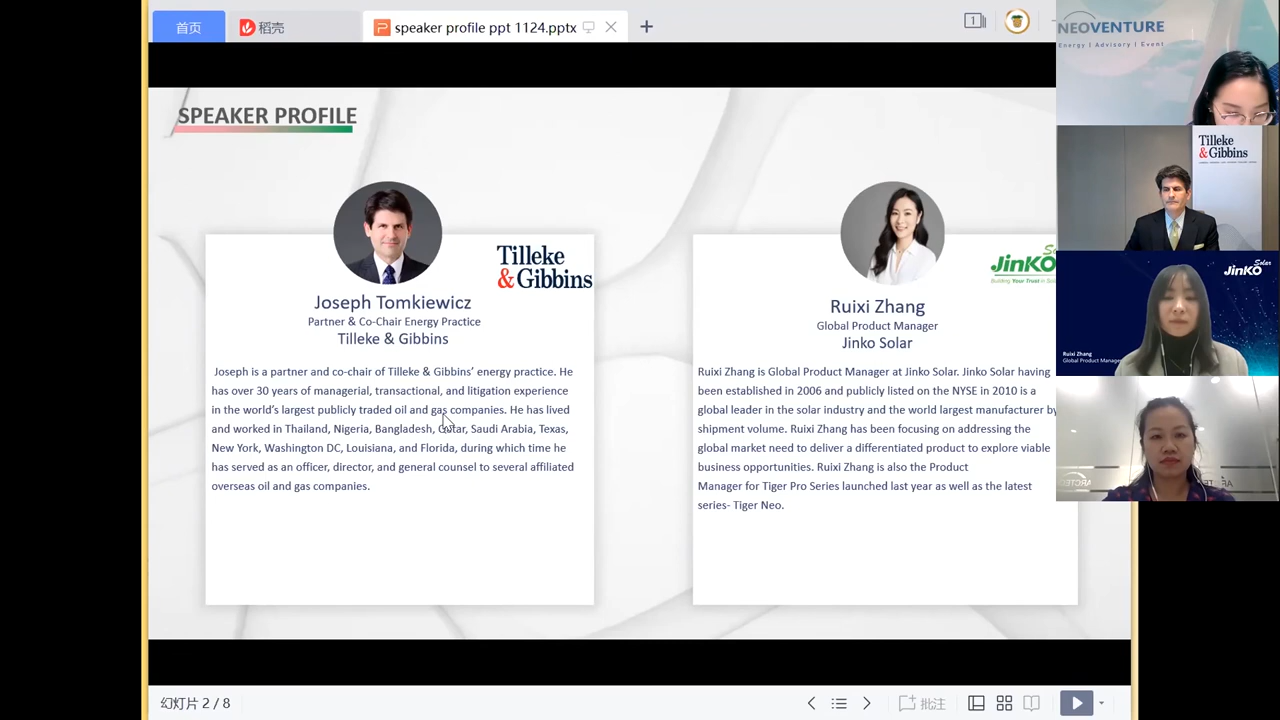 首页
稻壳
speaker profile ppt 1124.pptx
1
NEOVENTURE
Energy | Advisory | Event
SPEAKER PROFILE
Tilleke
& Gibbins
Joseph Tomkiewicz
Partner & Co-Chair Energy Practice
Tilleke & Gibbins
Joseph is a partner and co-chair of Tilleke & Gibbins’ energy practice. He
has over 30 years of managerial, transactional, and litigation experience
in the world’s largest publicly traded oil and gas companies. He has lived
and worked in Thailand, Nigeria, Bangladesh, Qatar, Saudi Arabia, Texas,
New York, Washington DC, Louisiana, and Florida, during which time he
has served as an officer, director, and general counsel to several affiliated
overseas oil and gas companies.
JinKO
Building Your Trust in
Ruixi Zhang
Global Product Manager
Jinko Solar
Ruixi Zhang is Global Product Manager at Jinko Solar. Jinko Solar having
been established in 2006 and publicly listed on the NYSE in 2010 is a
global leader in the solar industry and the world largest manufacturer by
shipment volume. Ruixi Zhang has been focusing on addressing the
global market need to deliver a differentiated product to explore viable
business opportunities. Ruixi Zhang is also the Product
Manager for Tiger Pro Series launched last year as well as the latest
series- Tiger Neo.
Tilleke
& Gibbins
JinKO Solar
Ruixi Zhang
Global Product Manager
幻灯片 2 / 8
批注